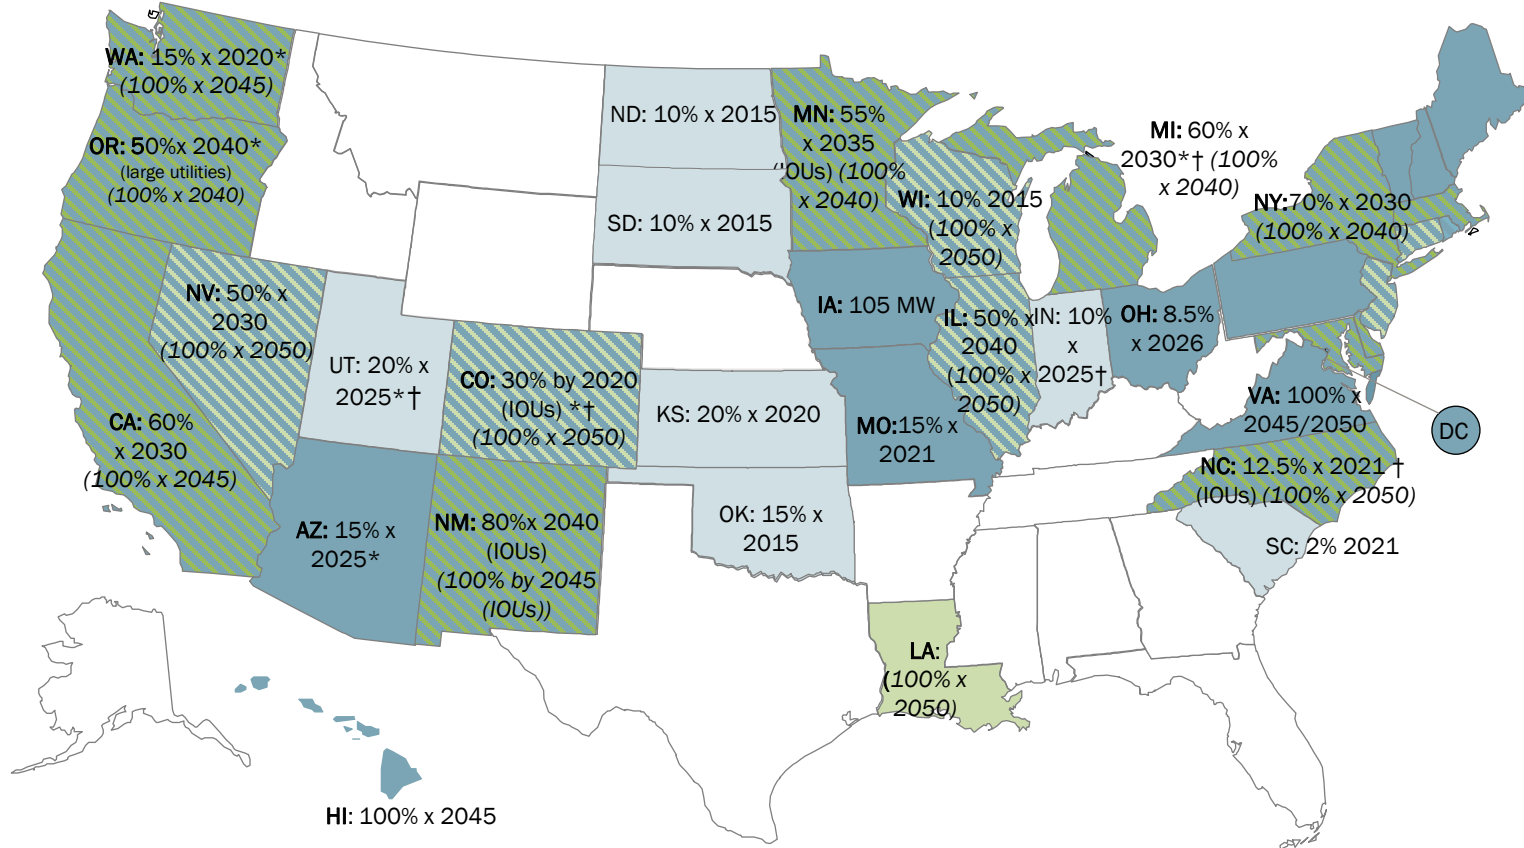 WA: 15% x 2020*
(100% x 2045)
OR: 50%x 2040*
(large utilities)
(100% x 2040)
CA: 60%
x 2030
(100% x 2045)
NV: 50% x
2030
(100% x 2050)
UT: 20% x
2025*†
AZ: 15% x
2025*
CO: 30% by 2020
(IOUs) *†
(100% x 2050)
NM: 80%x 2040
(IOUs)
(100% by 2045
(IOUs))
ND: 10% x 2015
SD: 10% x 2015
KS: 20% x 2020
OK: 15% x
2015
MN: 55%
x 2035
(IOUs) (100%
x 2040)
IA: 105 MW
MO:15% x
2021
LA:
(100% x
2050)
WI: 10% 2015
(100% x
2050)
IL: 50% x
2040
(100% x
2050)
IN: 10%
x
2025†
MI: 60% x
2030*† (100%
x 2040)
OH: 8.5%
x 2026
NY:70% x 2030
(100% x 2040)
VA: 100% x
2045/2050
DC
NC: 12.5% x 2021 †
(IOUs) (100% x 2050)
SC: 2% 2021
HI: 100% x 2045